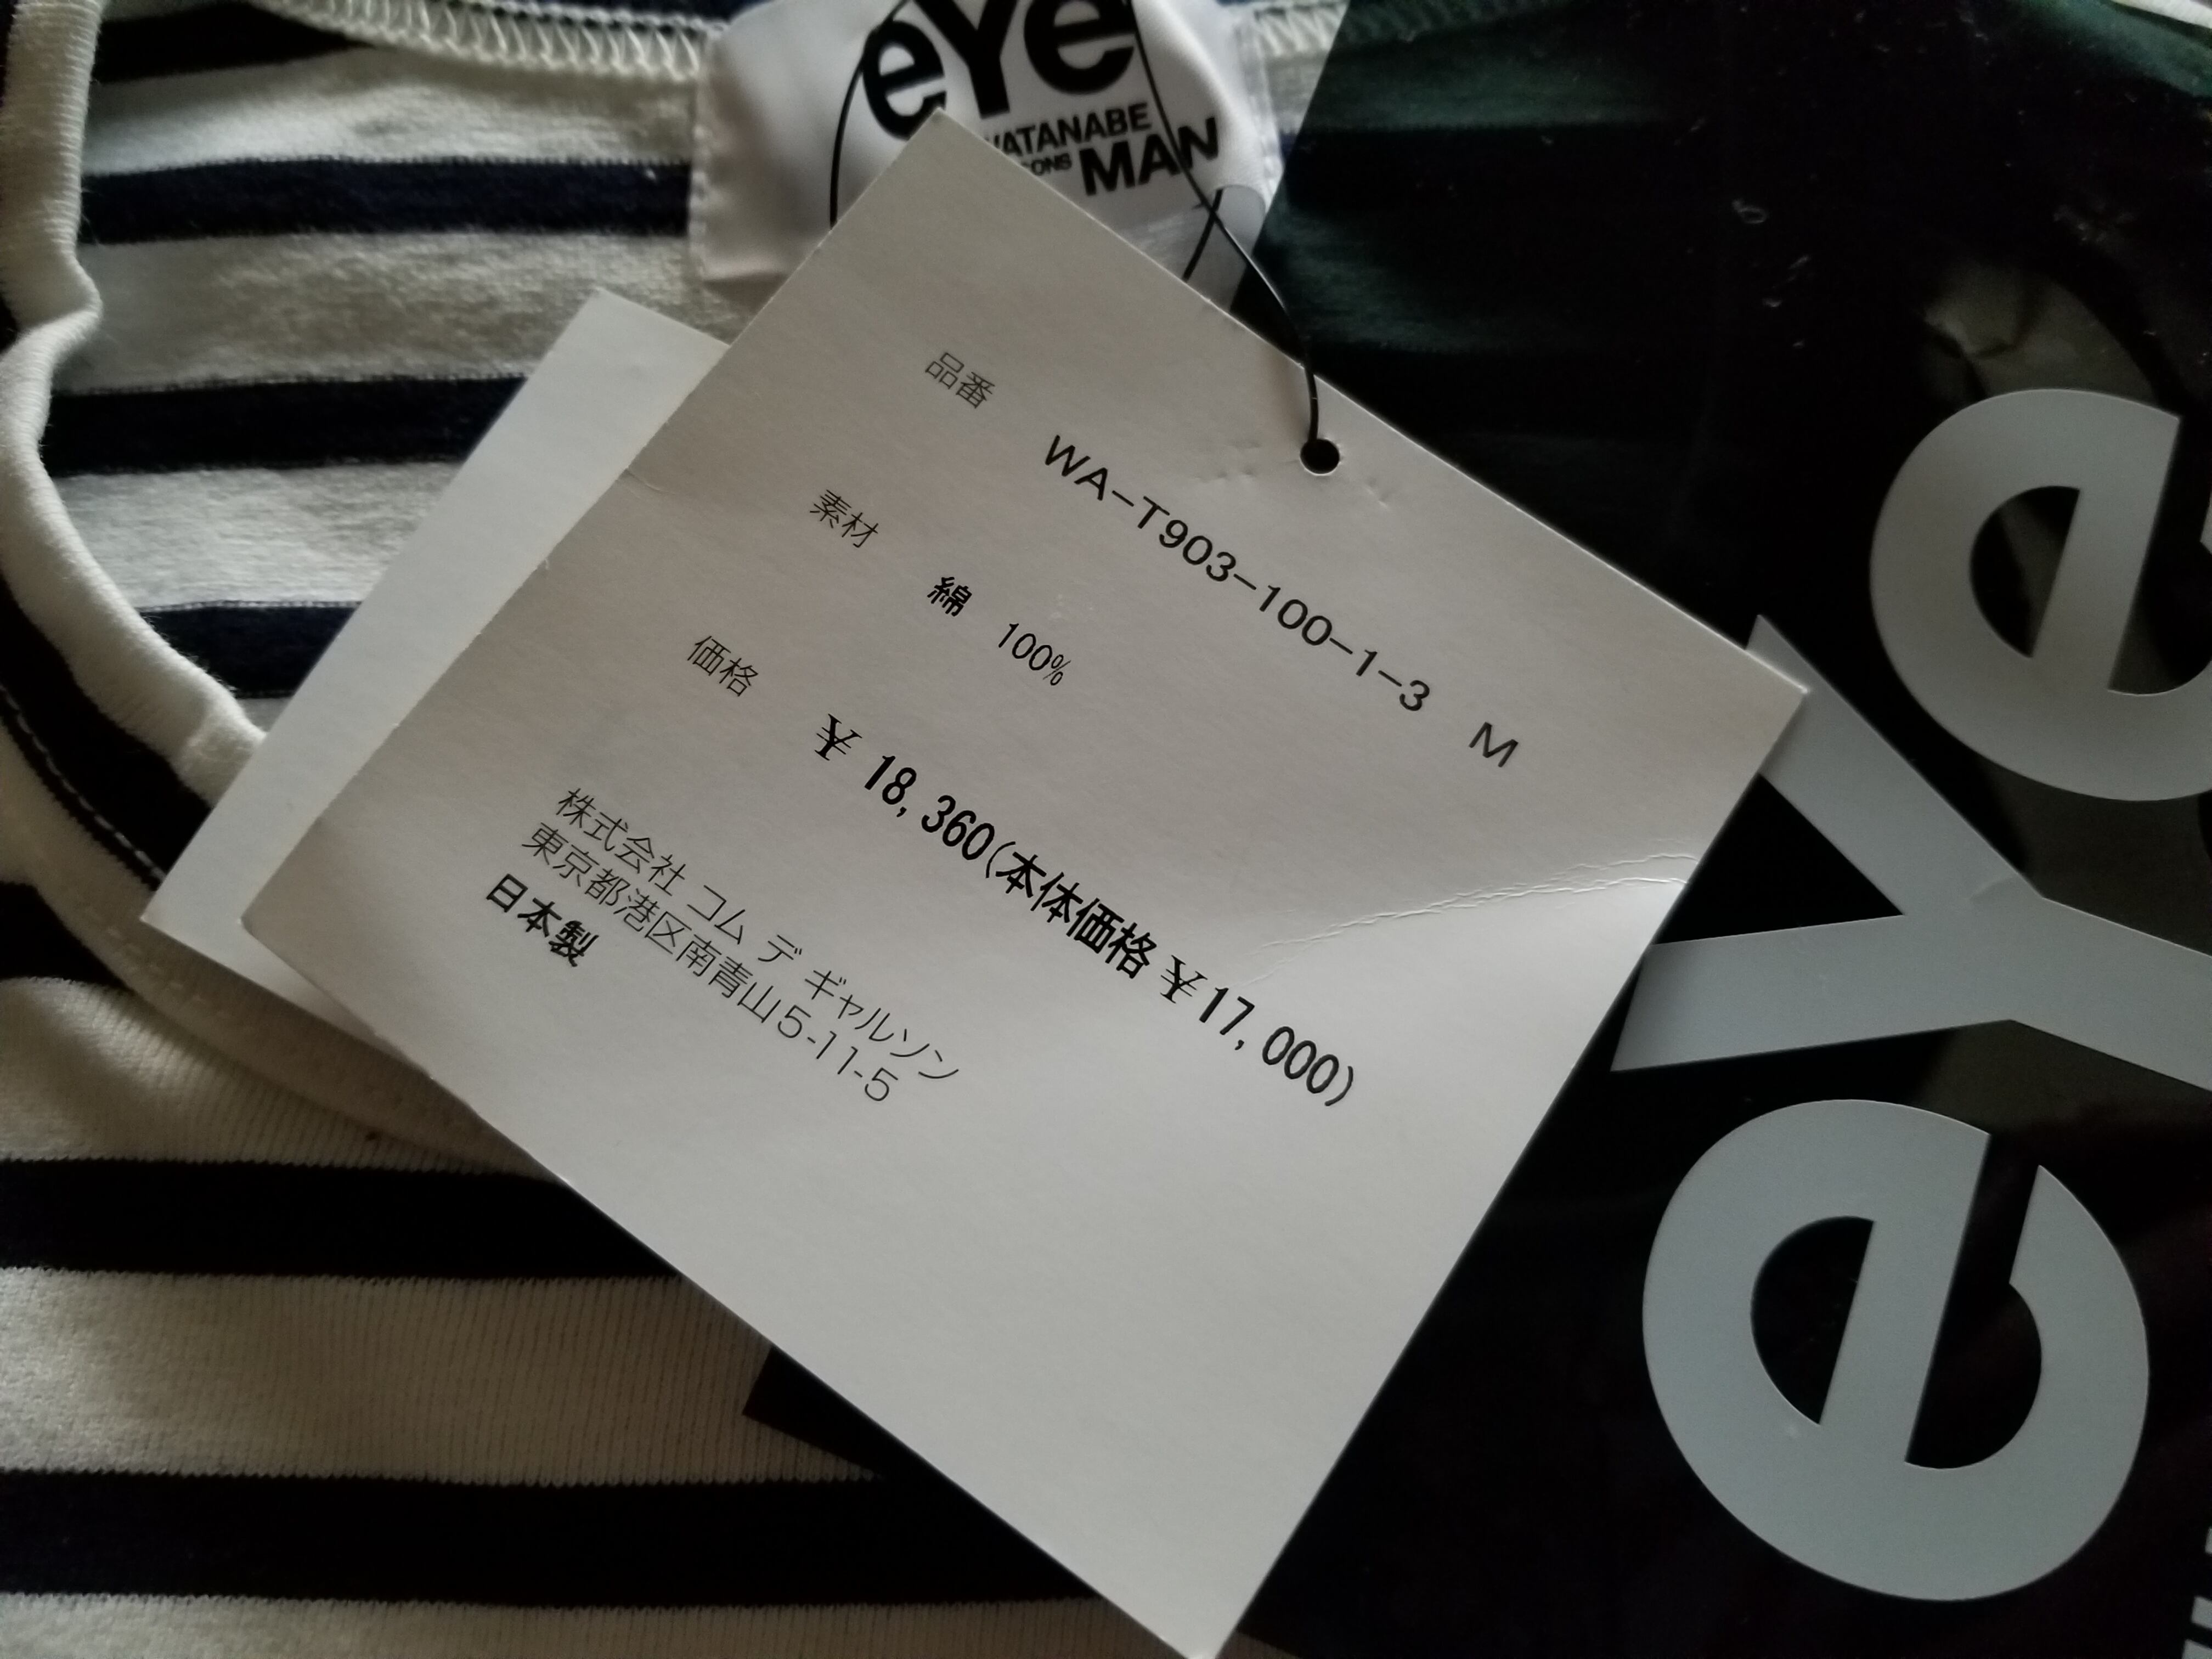 eYe
WATANABE
MAN
品番 WA-T903-100-1-3 M
素材 綿 100%
価格 ¥ 18,360(本体価格 ¥17,000)
株式会社 コム デ ギャルソン
東京都港区南青山5-11-5
日本製
eYe